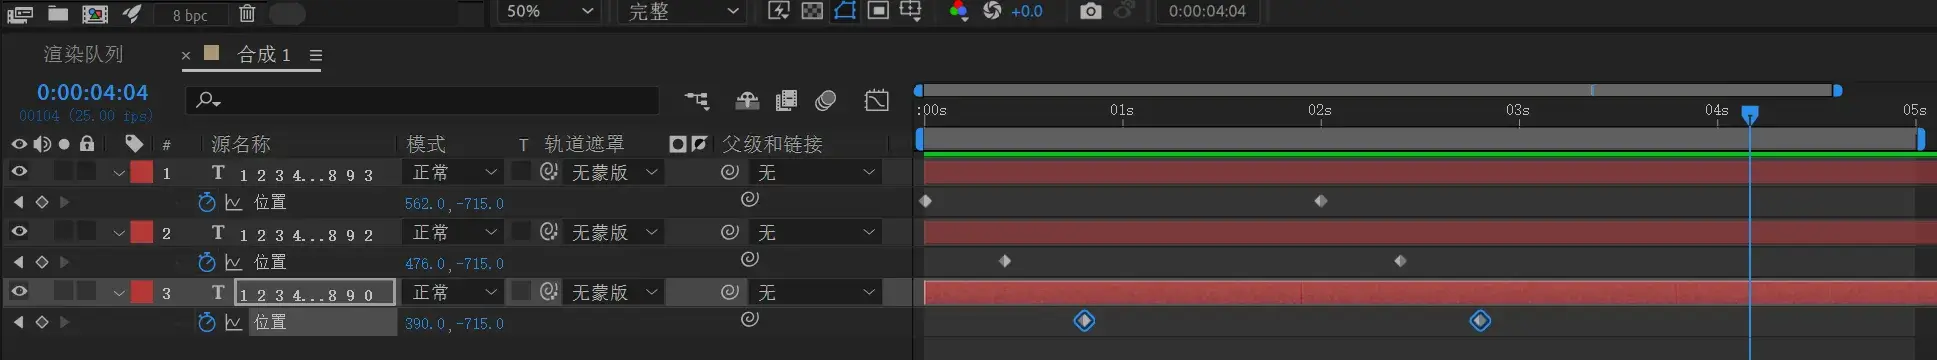 8 bpc 50% 完整 +0.0 0:00:04:04
渲染队列 × 合成 1 ☰
0:00:04:04
00104 (25.00 fps)
:00s 01s 02s 03s 04s 05s
# 源名称 模式 T 轨道遮罩 父级和链接
1 T 1 2 3 4...8 9 3 正常 无蒙版 无
位置 562.0,-715.0
2 T 1 2 3 4...8 9 2 正常 无蒙版 无
位置 476.0,-715.0
3 T 1 2 3 4...8 9 0 正常 无蒙版 无
位置 390.0,-715.0